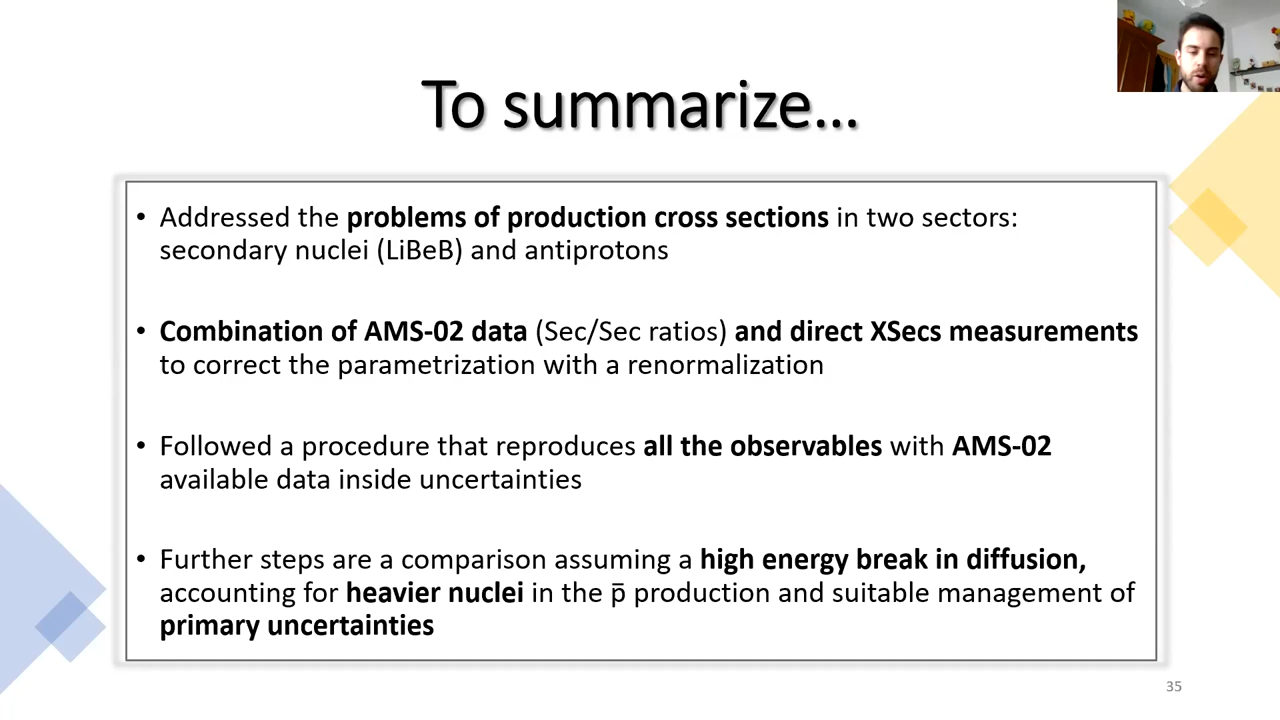 To summarize...
• Addressed the problems of production cross sections in two sectors:
secondary nuclei (LiBeB) and antiprotons
• Combination of AMS-02 data (Sec/Sec ratios) and direct XSecs measurements
to correct the parametrization with a renormalization
• Followed a procedure that reproduces all the observables with AMS-02
available data inside uncertainties
• Further steps are a comparison assuming a high energy break in diffusion,
accounting for heavier nuclei in the p̅ production and suitable management of
primary uncertainties
35